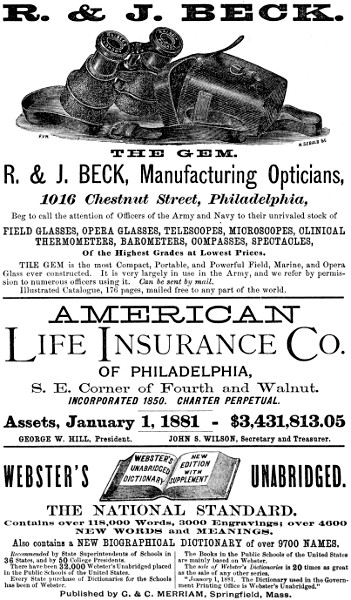 R. & J. BECK.
THE GEM.
R. & J. BECK, Manufacturing Opticians,
1016 Chestnut Street, Philadelphia,
Beg to call the attention of Officers of the Army and Navy to their unrivaled stock of
FIELD GLASSES, OPERA GLASSES, TELESCOPES, MICROSCOPES, CLINICAL
THERMOMETERS, BAROMETERS, COMPASSES, SPECTACLES,
Of the Highest Grades at Lowest Prices.
THE GEM is the most Compact, Portable, and Powerful Field, Marine, and Opera
Glass ever constructed. It is very largely in use in the Army, and we refer by permis-
sion to numerous officers using it. Can be sent by mail.
Illustrated Catalogue, 176 pages, mailed free to any part of the world.
AMERICAN
LIFE INSURANCE CO.
OF PHILADELPHIA,
S. E. Corner of Fourth and Walnut.
INCORPORATED 1850. CHARTER PERPETUAL.
Assets, January 1, 1881 - $3,431,813.05
GEORGE W. HILL, President. JOHN S. WILSON, Secretary and Treasurer.
WEBSTER'S
WEBSTER'S
UNABRIDGED
DICTIONARY
NEW
EDITION
WITH
SUPPLEMENT
UNABRIDGED.
THE NATIONAL STANDARD.
Contains over 118,000 Words, 3000 Engravings; over 4600
NEW WORDS and MEANINGS.
Also contains a NEW BIOGRAPHICAL DICTIONARY of over 9700 NAMES.
Recommended by State Superintendents of Schools in
36 States, and by 50 College Presidents.
There have been 32,000 Webster's Unabridged placed
in the Public Schools of the United States.
Every State purchase of Dictionaries for the Schools
has been of Webster.
The Books in the Public Schools of the United States
are mainly based on Webster.
The sale of Webster's Dictionaries is 20 times as great
as the sale of any other series.
"January 1, 1881. The Dictionary used in the Govern-
ment Printing Office is Webster's Unabridged."
Published by G. & C. MERRIAM, Springfield, Mass.